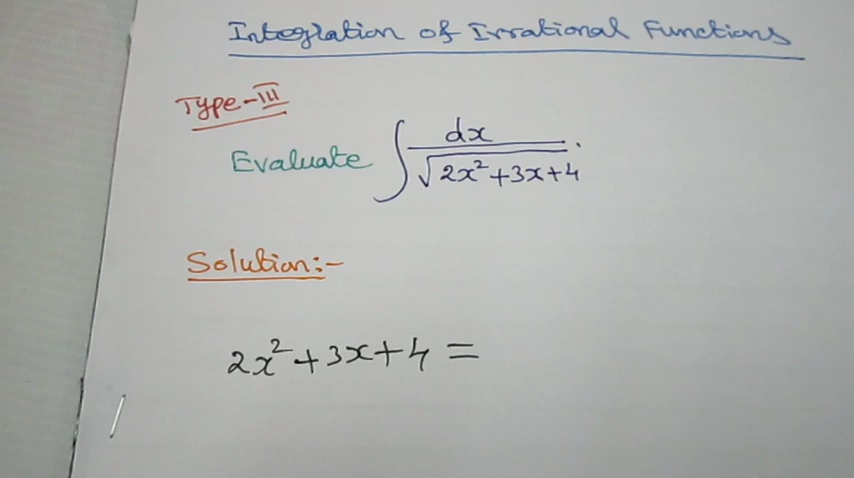 Integration of Irrational Functions
Type-III
Evaluate ∫ dx / √2x²+3x+4 .
Solution:-
2x²+3x+4 =